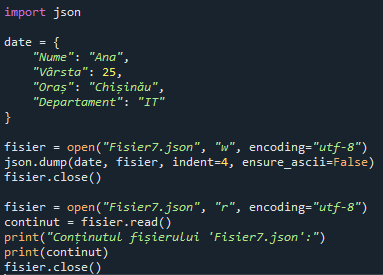 import json
date = {
    "Nume": "Ana",
    "Vârsta": 25,
    "Oraș": "Chișinău",
    "Departament": "IT"
}
fisier = open("Fisier7.json", "w", encoding="utf-8")
json.dump(date, fisier, indent=4, ensure_ascii=False)
fisier.close()
fisier = open("Fisier7.json", "r", encoding="utf-8")
continut = fisier.read()
print("Conținutul fișierului 'Fisier7.json':")
print(continut)
fisier.close()